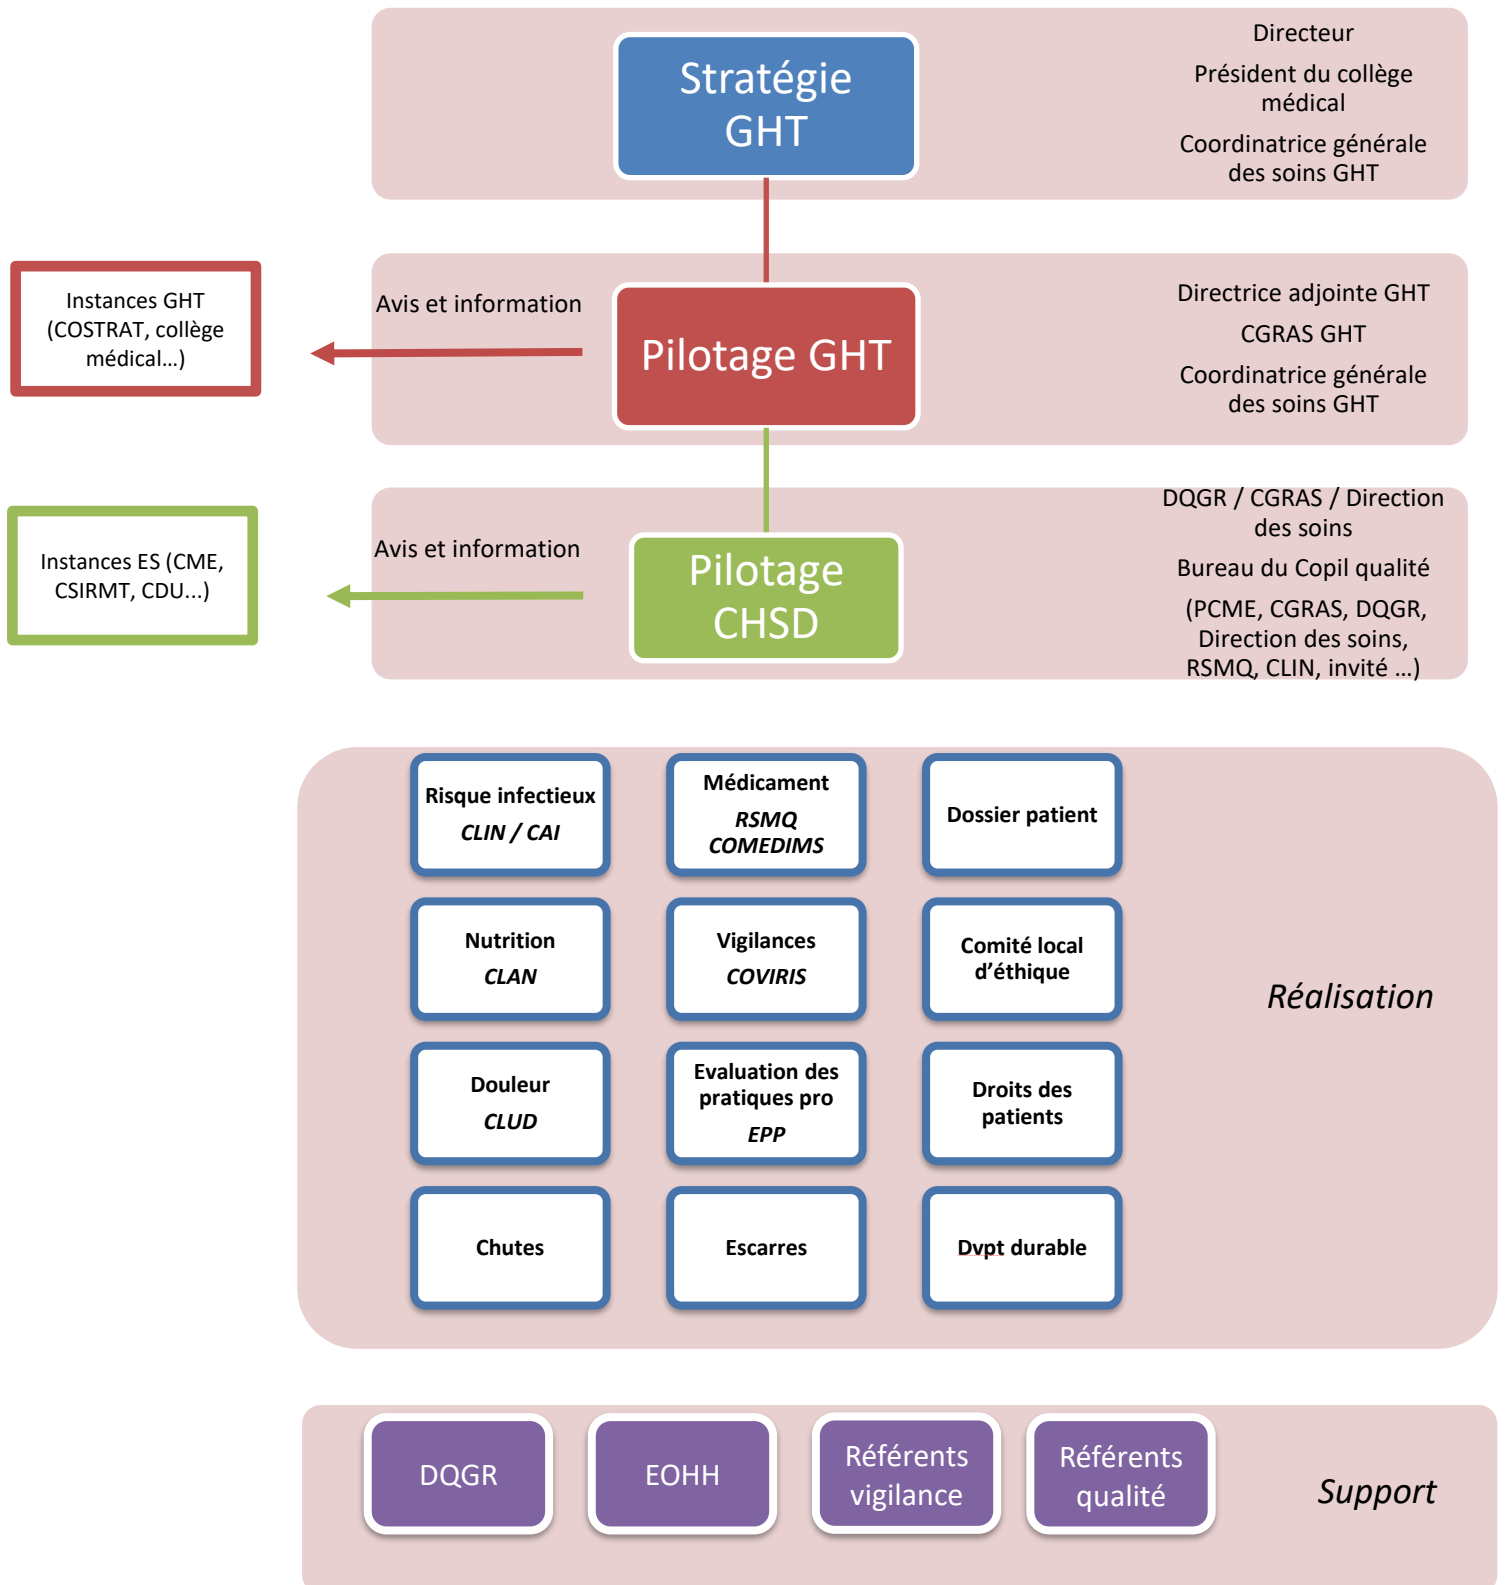 Stratégie
GHT
Directeur
Président du collège
médical
Coordinatrice générale
des soins GHT
Instances GHT
(COSTRAT, collège
médical…)
Avis et information
Pilotage GHT
Directrice adjointe GHT
CGRAS GHT
Coordinatrice générale
des soins GHT
Instances ES (CME,
CSIRMT, CDU...)
Avis et information
Pilotage
CHSD
DQGR / CGRAS / Direction
des soins
Bureau du Copil qualité
(PCME, CGRAS, DQGR,
Direction des soins,
RSMQ, CLIN, invité …)
Risque infectieux
CLIN / CAI
Médicament
RSMQ
COMEDIMS
Dossier patient
Nutrition
CLAN
Vigilances
COVIRIS
Comité local
d’éthique
Réalisation
Douleur
CLUD
Evaluation des
pratiques pro
EPP
Droits des
patients
Chutes
Escarres
Dvpt durable
DQGR
EOHH
Référents
vigilance
Référents
qualité
Support